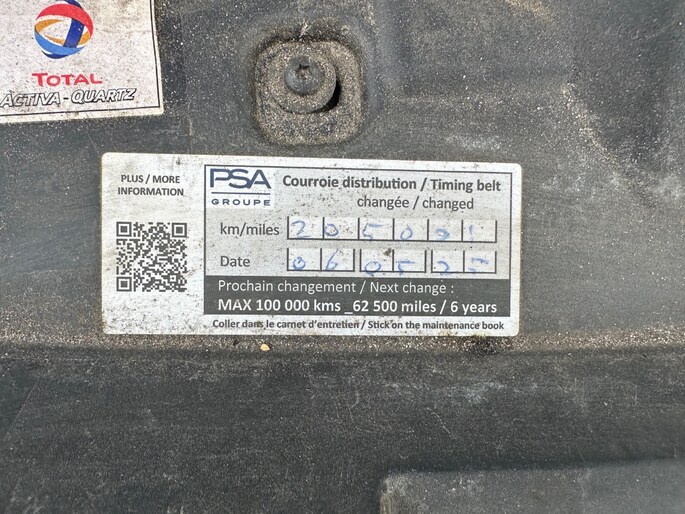 TOTAL
ACTIVA - QUARTZ
PLUS / MORE
INFORMATION
PSA
GROUPE
Courroie distribution / Timing belt
changée / changed
km/miles 205001
Date 060525
Prochain changement / Next change :
MAX 100 000 kms _62 500 miles / 6 years
Coller dans le carnet d'entretien / Stick on the maintenance book